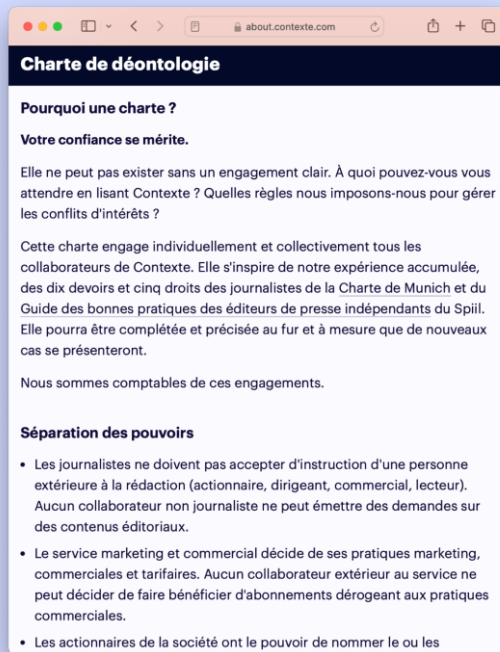 about.contexte.com
Charte de déontologie
Pourquoi une charte ?
Votre confiance se mérite.
Elle ne peut pas exister sans un engagement clair. À quoi pouvez-vous vous
attendre en lisant Contexte ? Quelles règles nous imposons-nous pour gérer
les conflits d'intérêts ?
Cette charte engage individuellement et collectivement tous les
collaborateurs de Contexte. Elle s'inspire de notre expérience accumulée,
des dix devoirs et cinq droits des journalistes de la Charte de Munich et du
Guide des bonnes pratiques des éditeurs de presse indépendants du Spiil.
Elle pourra être complétée et précisée au fur et à mesure que de nouveaux
cas se présenteront.
Nous sommes comptables de ces engagements.
Séparation des pouvoirs
• Les journalistes ne doivent pas accepter d'instruction d'une personne
extérieure à la rédaction (actionnaire, dirigeant, commercial, lecteur).
Aucun collaborateur non journaliste ne peut émettre des demandes sur
des contenus éditoriaux.
• Le service marketing et commercial décide de ses pratiques marketing,
commerciales et tarifaires. Aucun collaborateur extérieur au service ne
peut décider de faire bénéficier d'abonnements dérogeant aux pratiques
commerciales.
• Les actionnaires de la société ont le pouvoir de nommer le ou les